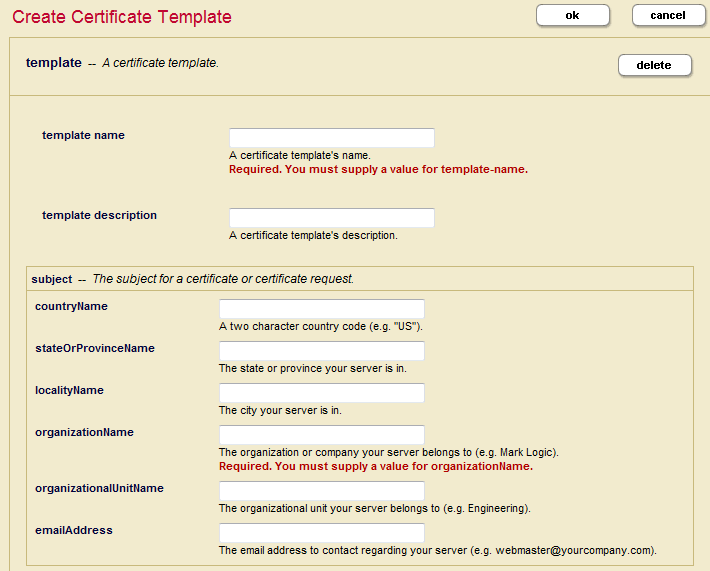 Create Certificate Template
ok
cancel
template -- A certificate template.
delete
template name
A certificate template's name.
Required. You must supply a value for template-name.
template description
A certificate template's description.
subject -- The subject for a certificate or certificate request.
countryName
A two character country code (e.g. "US").
stateOrProvinceName
The state or province your server is in.
localityName
The city your server is in.
organizationName
The organization or company your server belongs to (e.g. Mark Logic).
Required. You must supply a value for organizationName.
organizationalUnitName
The organizational unit your server belongs to (e.g. Engineering).
emailAddress
The email address to contact regarding your server (e.g. webmaster@yourcompany.com).